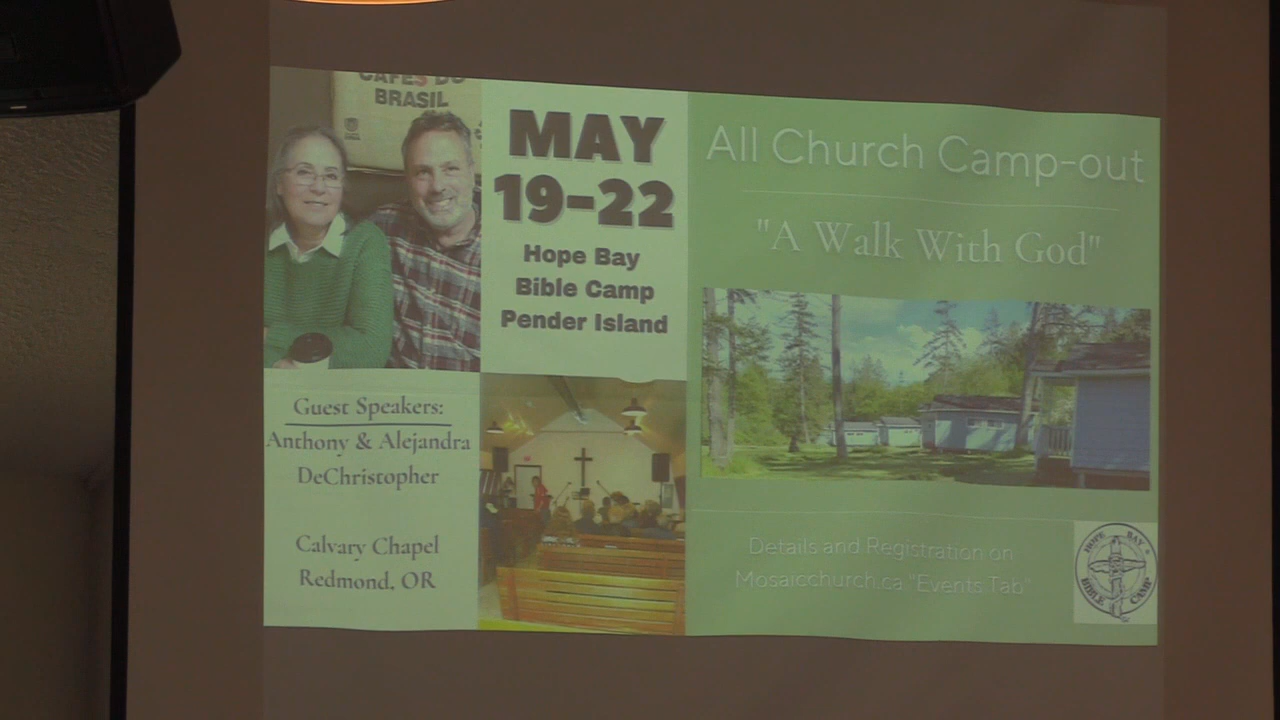 CAFES DO
BRASIL
MAY
19-22
Hope Bay
Bible Camp
Pender Island
Guest Speakers:
Anthony & Alejandra
DeChristopher
Calvary Chapel
Redmond, OR
All Church Camp-out
"A Walk With God"
Details and Registration on
Mosaicchurch.ca "Events Tab"
HOPE BAY
BIBLE CAMP